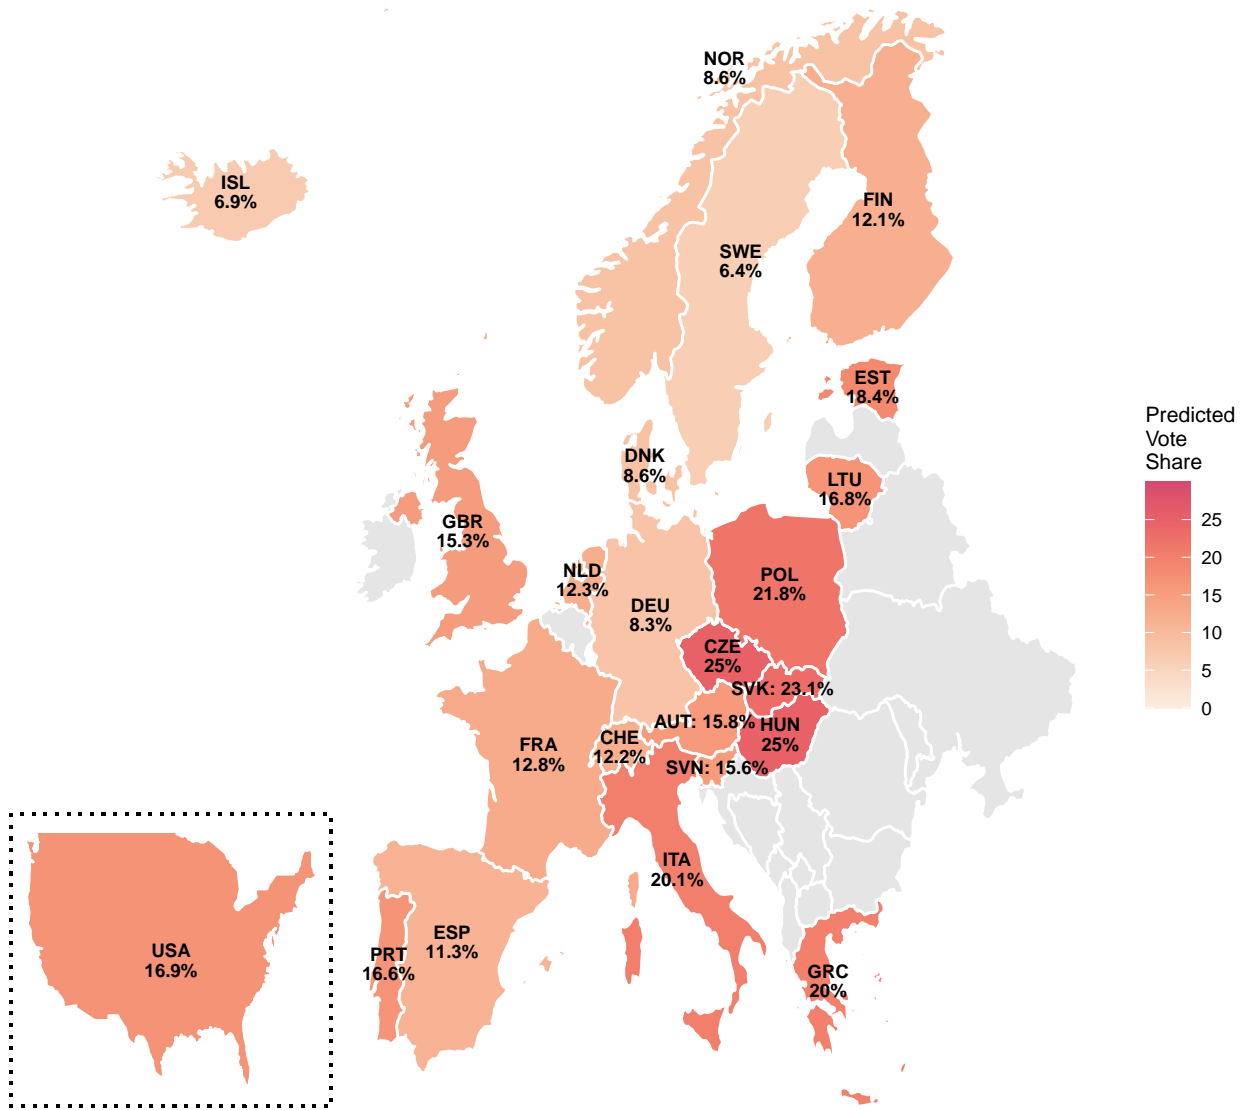 NOR
8.6%
ISL
6.9%
FIN
12.1%
SWE
6.4%
EST
18.4%
DNK
8.6%
LTU
16.8%
GBR
15.3%
NLD
12.3%
POL
21.8%
DEU
8.3%
CZE
25%
SVK: 23.1%
AUT: 15.8%
HUN
25%
CHE
12.2%
FRA
12.8%
SVN: 15.6%
ITA
20.1%
ESP
11.3%
PRT
16.6%
GRC
20%
USA
16.9%
Predicted
Vote
Share
25
20
15
10
5
0